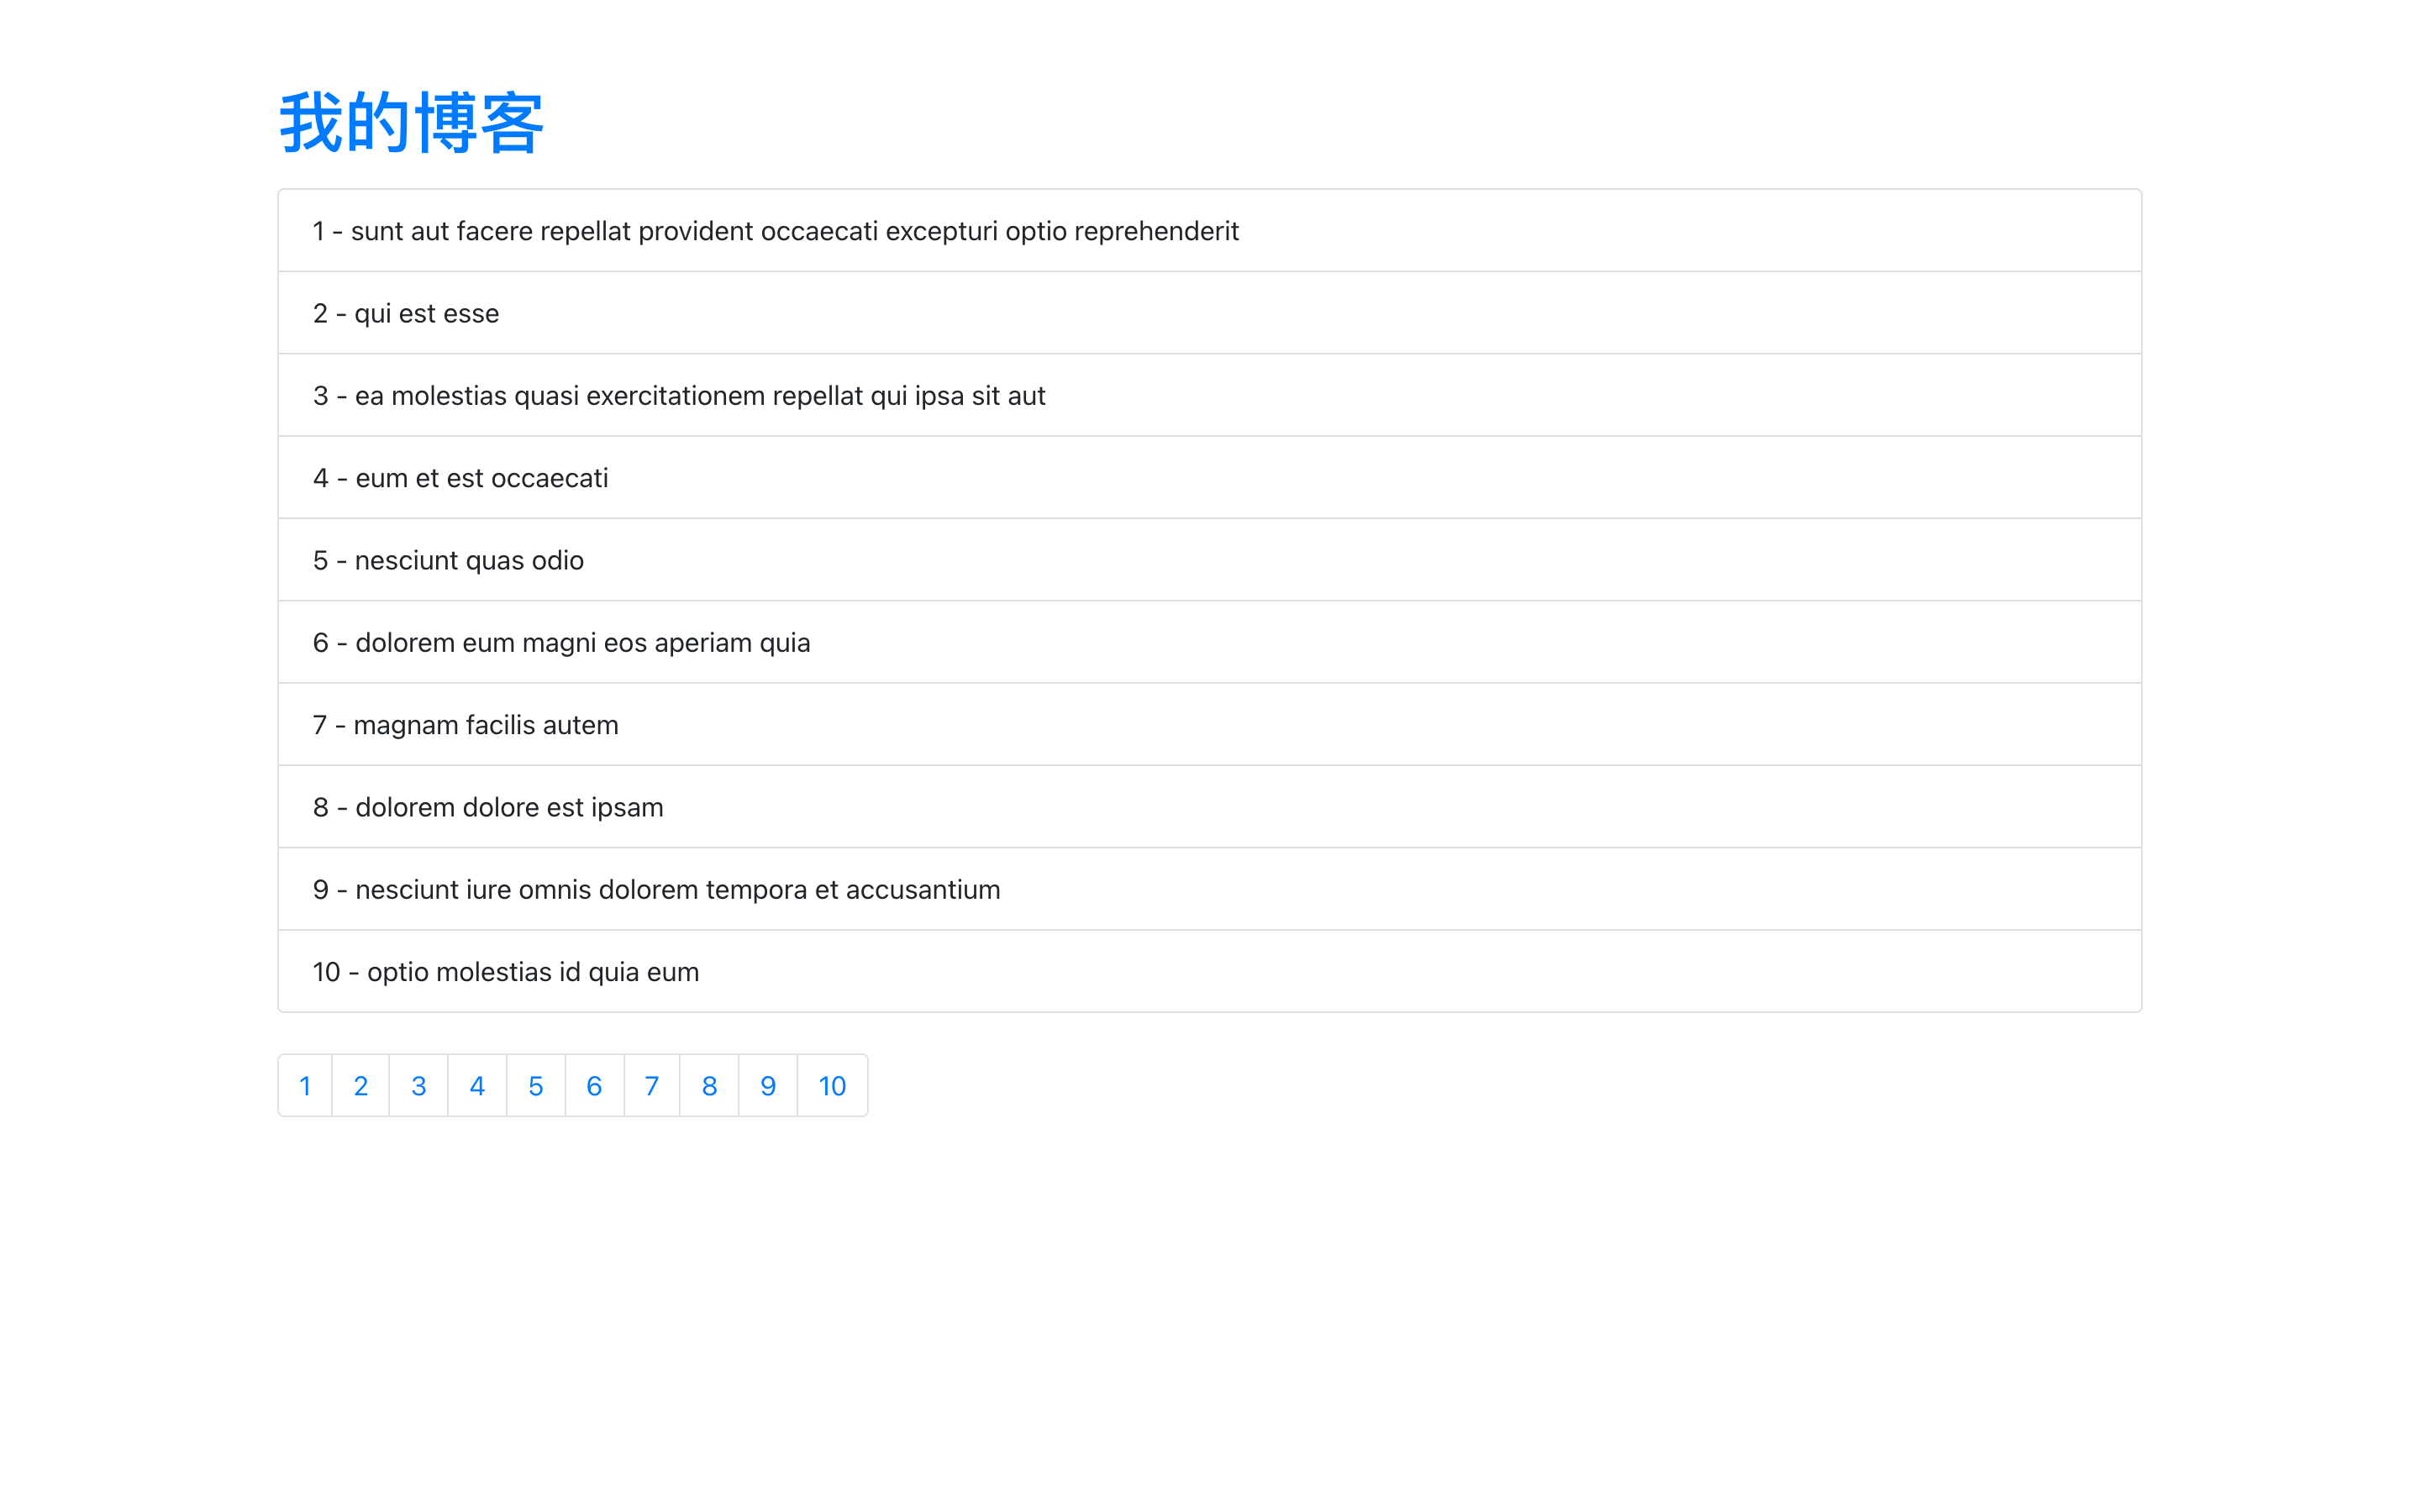 我的博客
1 - sunt aut facere repellat provident occaecati excepturi optio reprehenderit
2 - qui est esse
3 - ea molestias quasi exercitationem repellat qui ipsa sit aut
4 - eum et est occaecati
5 - nesciunt quas odio
6 - dolorem eum magni eos aperiam quia
7 - magnam facilis autem
8 - dolorem dolore est ipsam
9 - nesciunt iure omnis dolorem tempora et accusantium
10 - optio molestias id quia eum
1 2 3 4 5 6 7 8 9 10